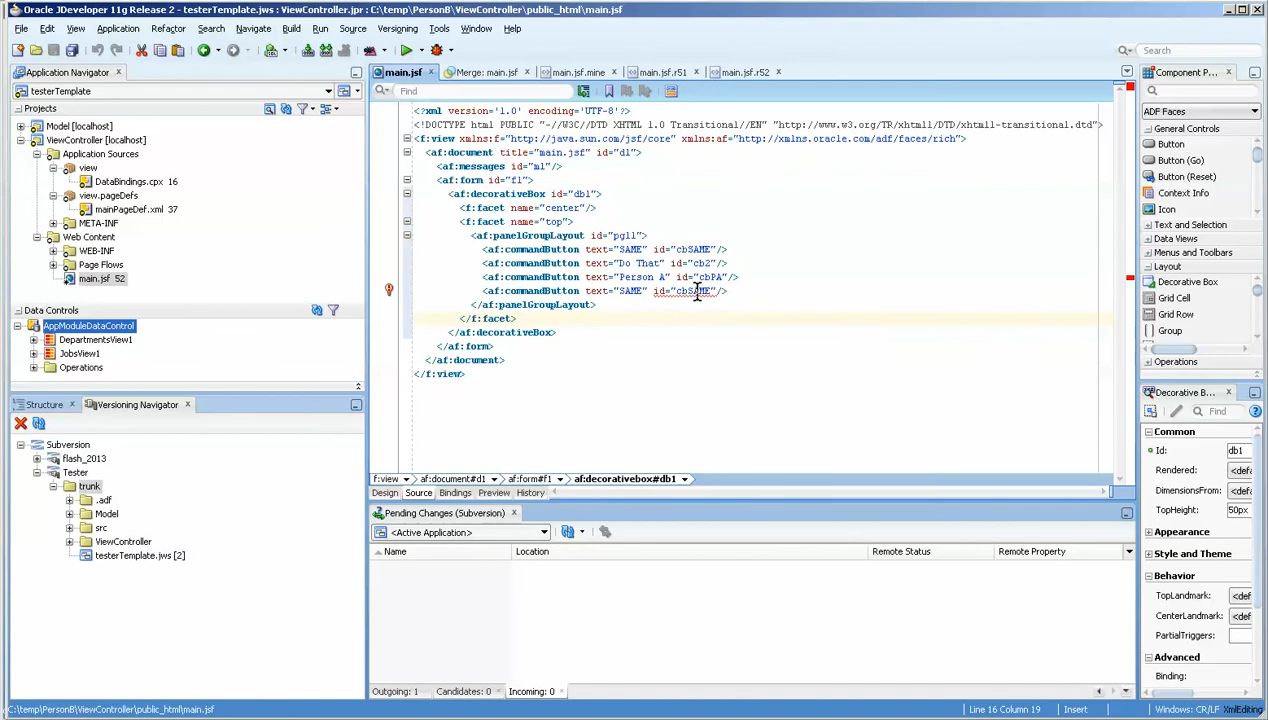 Oracle JDeveloper 11g Release 2 - testerTemplate.jws : ViewController.jpr : C:\temp\PersonB\ViewController\public_html\main.jsf
File Edit View Application Refactor Search Navigate Build Run Source Versioning Tools Window Help
Search
Application Navigator
testerTemplate
Projects
Model [localhost]
ViewController [localhost]
Application Sources
view
DataBindings.cpx 16
view.pageDefs
mainPageDef.xml 37
META-INF
Web Content
WEB-INF
Page Flows
main.jsf 52
Data Controls
AppModuleDataControl
DepartmentsView1
JobsView1
Operations
Structure Versioning Navigator
Subversion
flash_2013
Tester
trunk
.adf
Model
src
ViewController
testerTemplate.jws [2]
main.jsf Merge: main.jsf main.jsf.mine main.jsf.r51 main.jsf.r52
Find
<?xml version='1.0' encoding='UTF-8'?>
<!DOCTYPE html PUBLIC "-//W3C//DTD XHTML 1.0 Transitional//EN" "http://www.w3.org/TR/xhtml1/DTD/xhtml1-transitional.dtd">
<f:view xmlns:f="http://java.sun.com/jsf/core" xmlns:af="http://xmlns.oracle.com/adf/faces/rich">
<af:document title="main.jsf" id="d1">
<af:messages id="m1"/>
<af:form id="f1">
<af:decorativeBox id="db1">
<f:facet name="center"/>
<f:facet name="top">
<af:panelGroupLayout id="pgl1">
<af:commandButton text="SAME" id="cbSAME"/>
<af:commandButton text="Do That" id="cb2"/>
<af:commandButton text="Person A" id="cbPA"/>
<af:commandButton text="SAME" id="cbSAME"/>
</af:panelGroupLayout>
</f:facet>
</af:decorativeBox>
</af:form>
</af:document>
</f:view>
f:view af:document#d1 af:form#f1 af:decorativebox#db1
Design Source Bindings Preview History
Pending Changes (Subversion)
<Active Application>
Name Location Remote Status Remote Property
Outgoing: 1 Candidates: 0 Incoming: 0
Component P...
ADF Faces
General Controls
Button
Button (Go)
Button (Reset)
Context Info
Icon
Text and Selection
Data Views
Menus and Toolbars
Layout
Decorative Box
Grid Cell
Grid Row
Group
Operations
Decorative B...
Find
Common
Id: db1
Rendered: <defa
DimensionsFrom: <defa
TopHeight: 50px
Appearance
Style and Theme
Behavior
TopLandmark: <def
CenterLandmark: <def
PartialTriggers:
Advanced
Binding:
C:\temp\PersonB\ViewController\public_html\main.jsf
Line 16 Column 19 Insert Windows: CR/LF XmlEditing